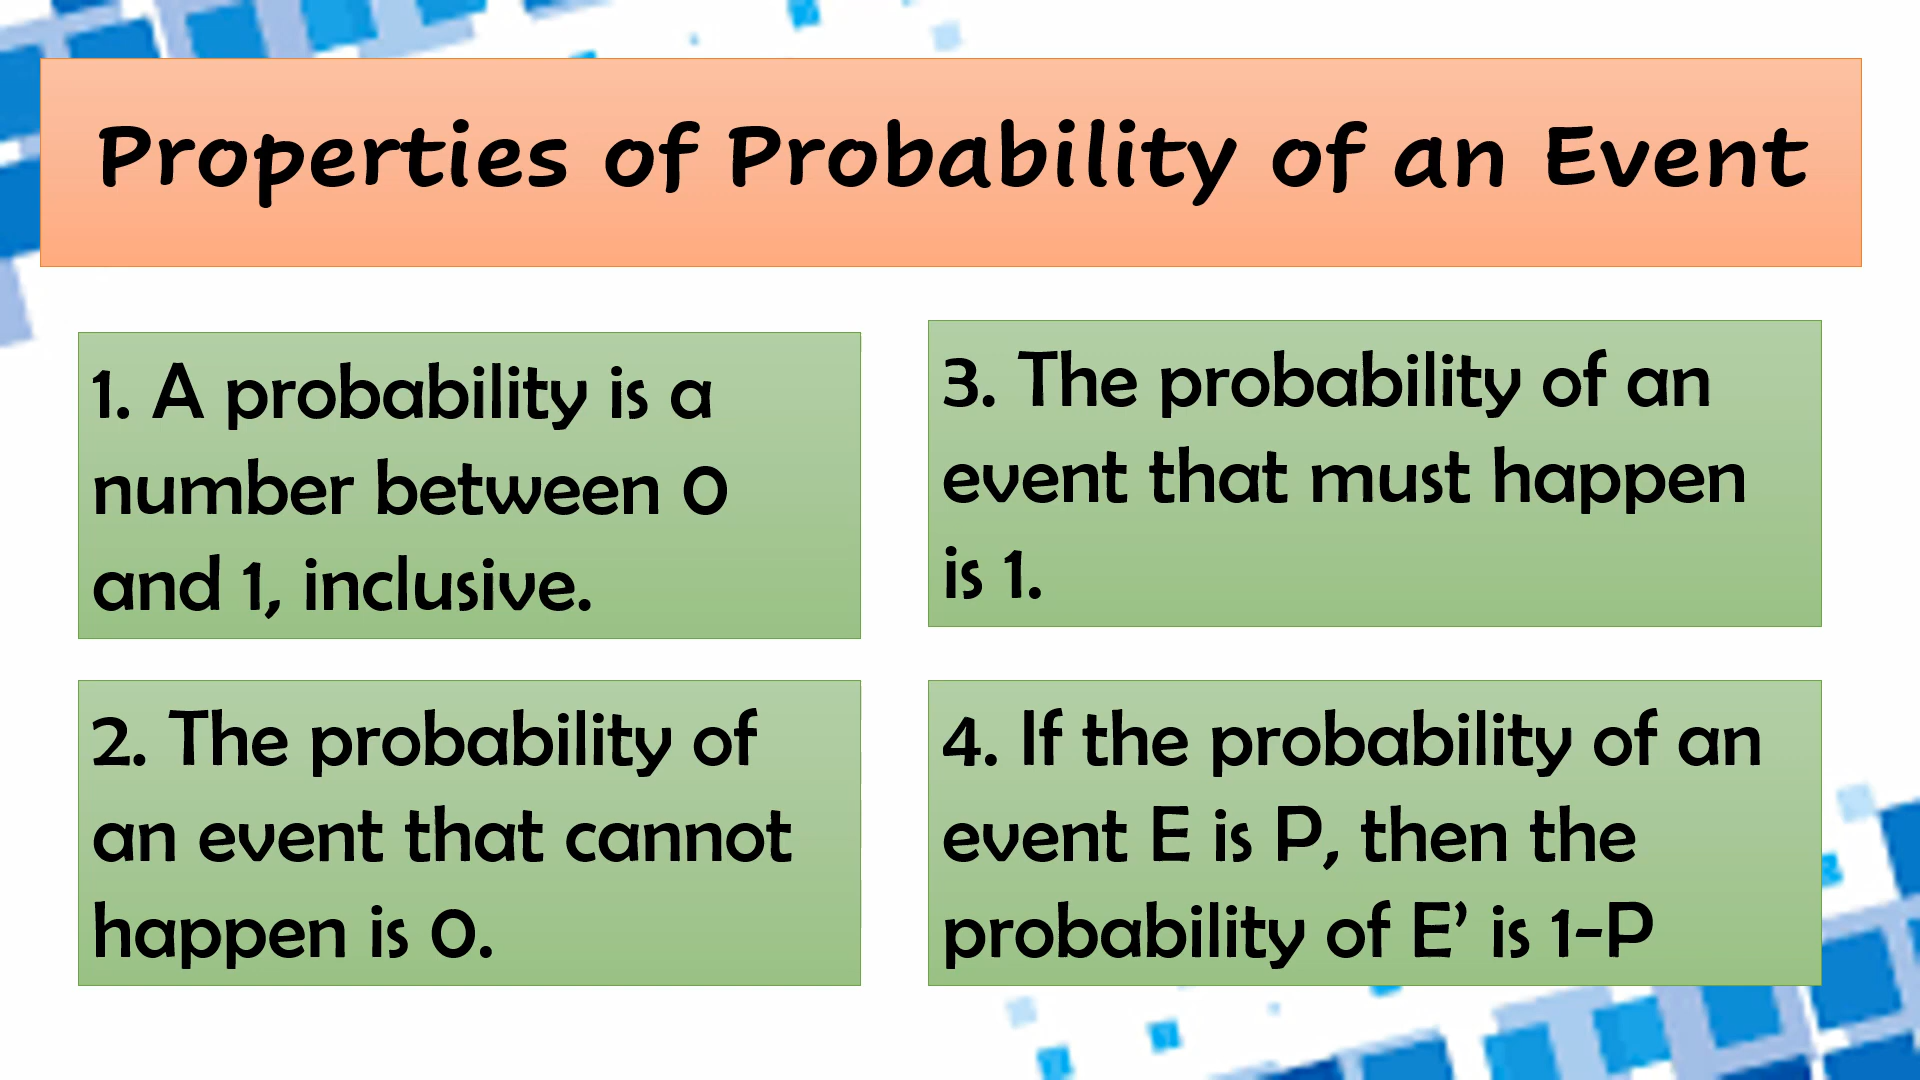 Properties of Probability of an Event
1. A probability is a
number between 0
and 1, inclusive.
2. The probability of
an event that cannot
happen is 0.
3. The probability of an
event that must happen
is 1.
4. If the probability of an
event E is P, then the
probability of E’ is 1-P